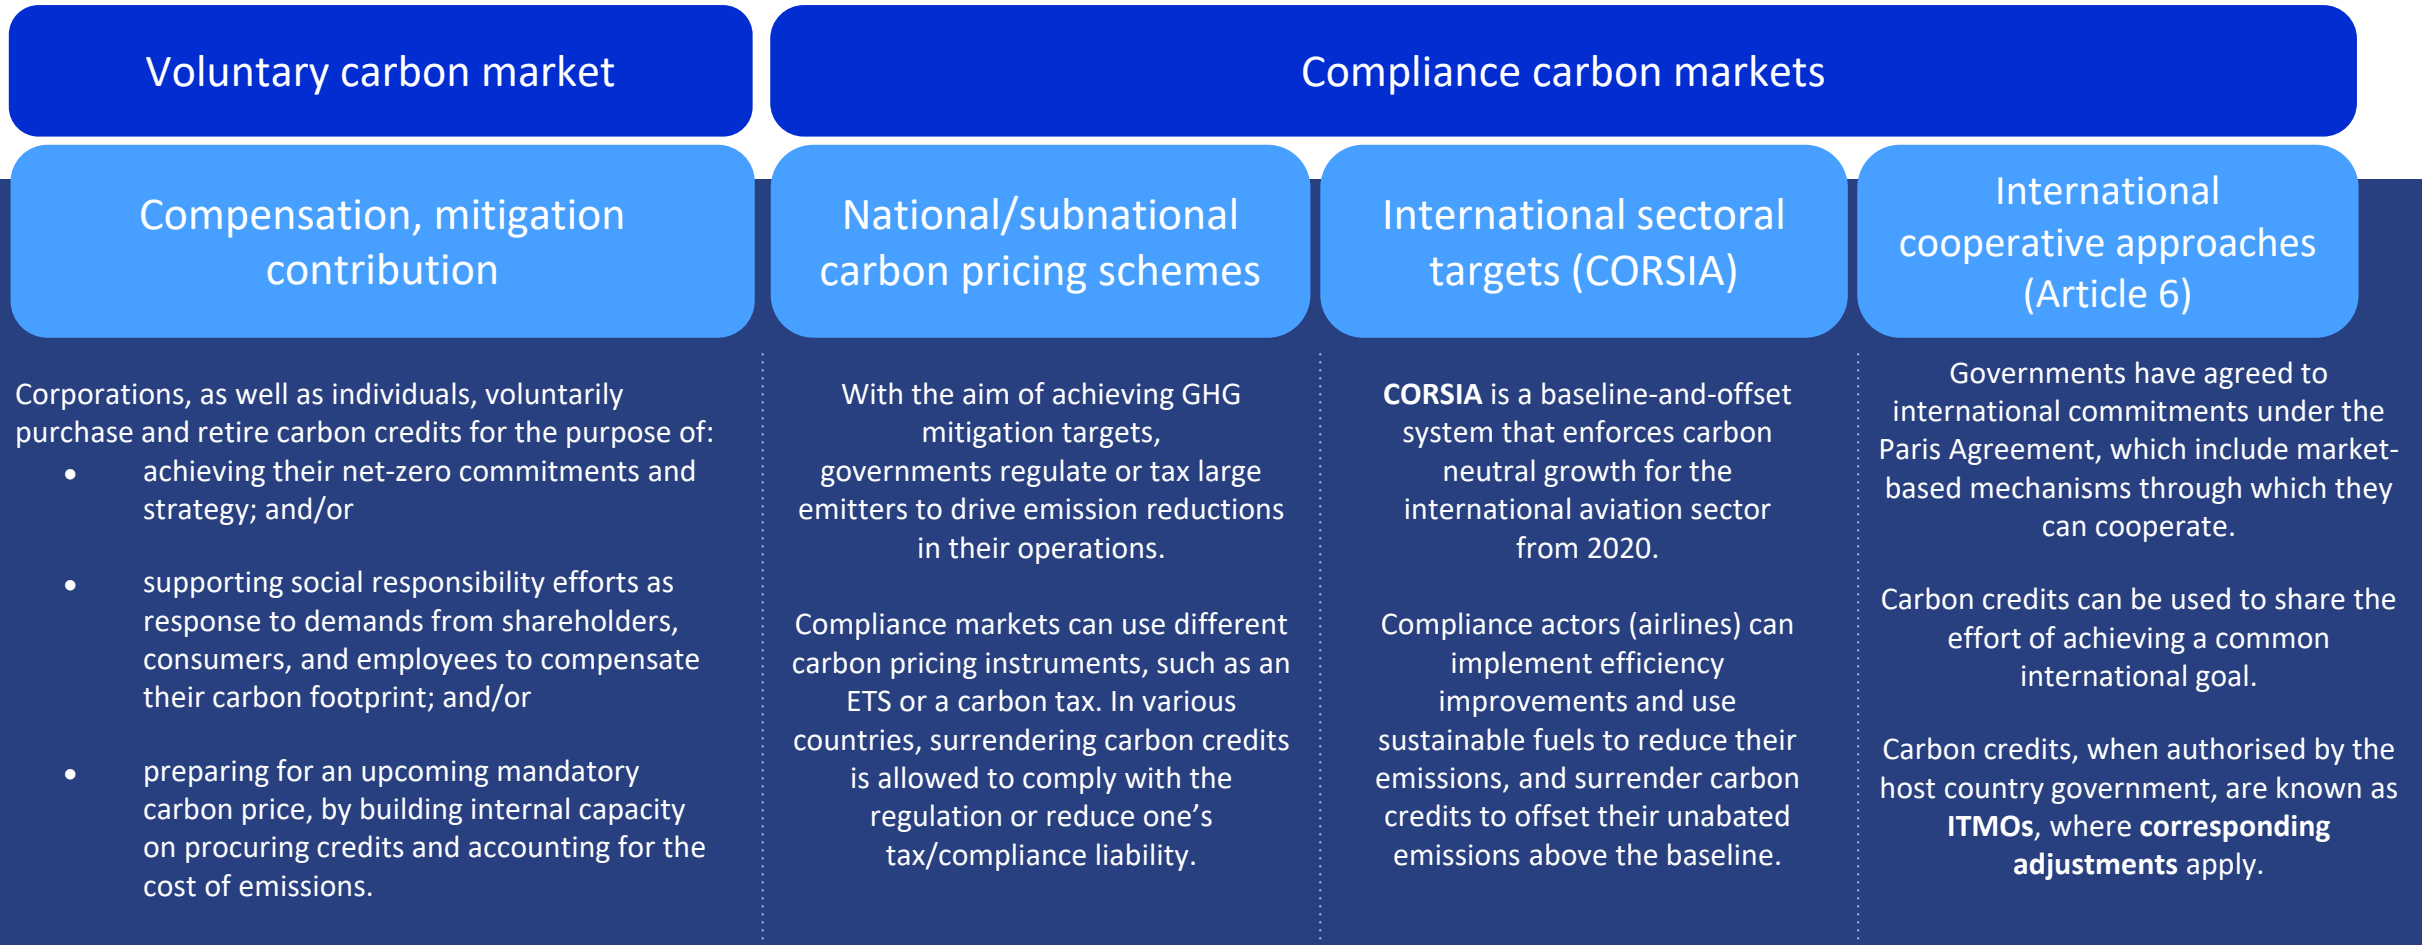 Voluntary carbon market
Compliance carbon markets
Compensation, mitigation
contribution
National/subnational
carbon pricing schemes
International sectoral
targets (CORSIA)
International
cooperative approaches
(Article 6)
Corporations, as well as individuals, voluntarily
purchase and retire carbon credits for the purpose of:
• achieving their net-zero commitments and
strategy; and/or
• supporting social responsibility efforts as
response to demands from shareholders,
consumers, and employees to compensate
their carbon footprint; and/or
• preparing for an upcoming mandatory
carbon price, by building internal capacity
on procuring credits and accounting for the
cost of emissions.
With the aim of achieving GHG
mitigation targets,
governments regulate or tax large
emitters to drive emission reductions
in their operations.
Compliance markets can use different
carbon pricing instruments, such as an
ETS or a carbon tax. In various
countries, surrendering carbon credits
is allowed to comply with the
regulation or reduce one’s
tax/compliance liability.
CORSIA is a baseline-and-offset
system that enforces carbon
neutral growth for the
international aviation sector
from 2020.
Compliance actors (airlines) can
implement efficiency
improvements and use
sustainable fuels to reduce their
emissions, and surrender carbon
credits to offset their unabated
emissions above the baseline.
Governments have agreed to
international commitments under the
Paris Agreement, which include market-
based mechanisms through which they
can cooperate.
Carbon credits can be used to share the
effort of achieving a common
international goal.
Carbon credits, when authorised by the
host country government, are known as
ITMOs, where corresponding
adjustments apply.